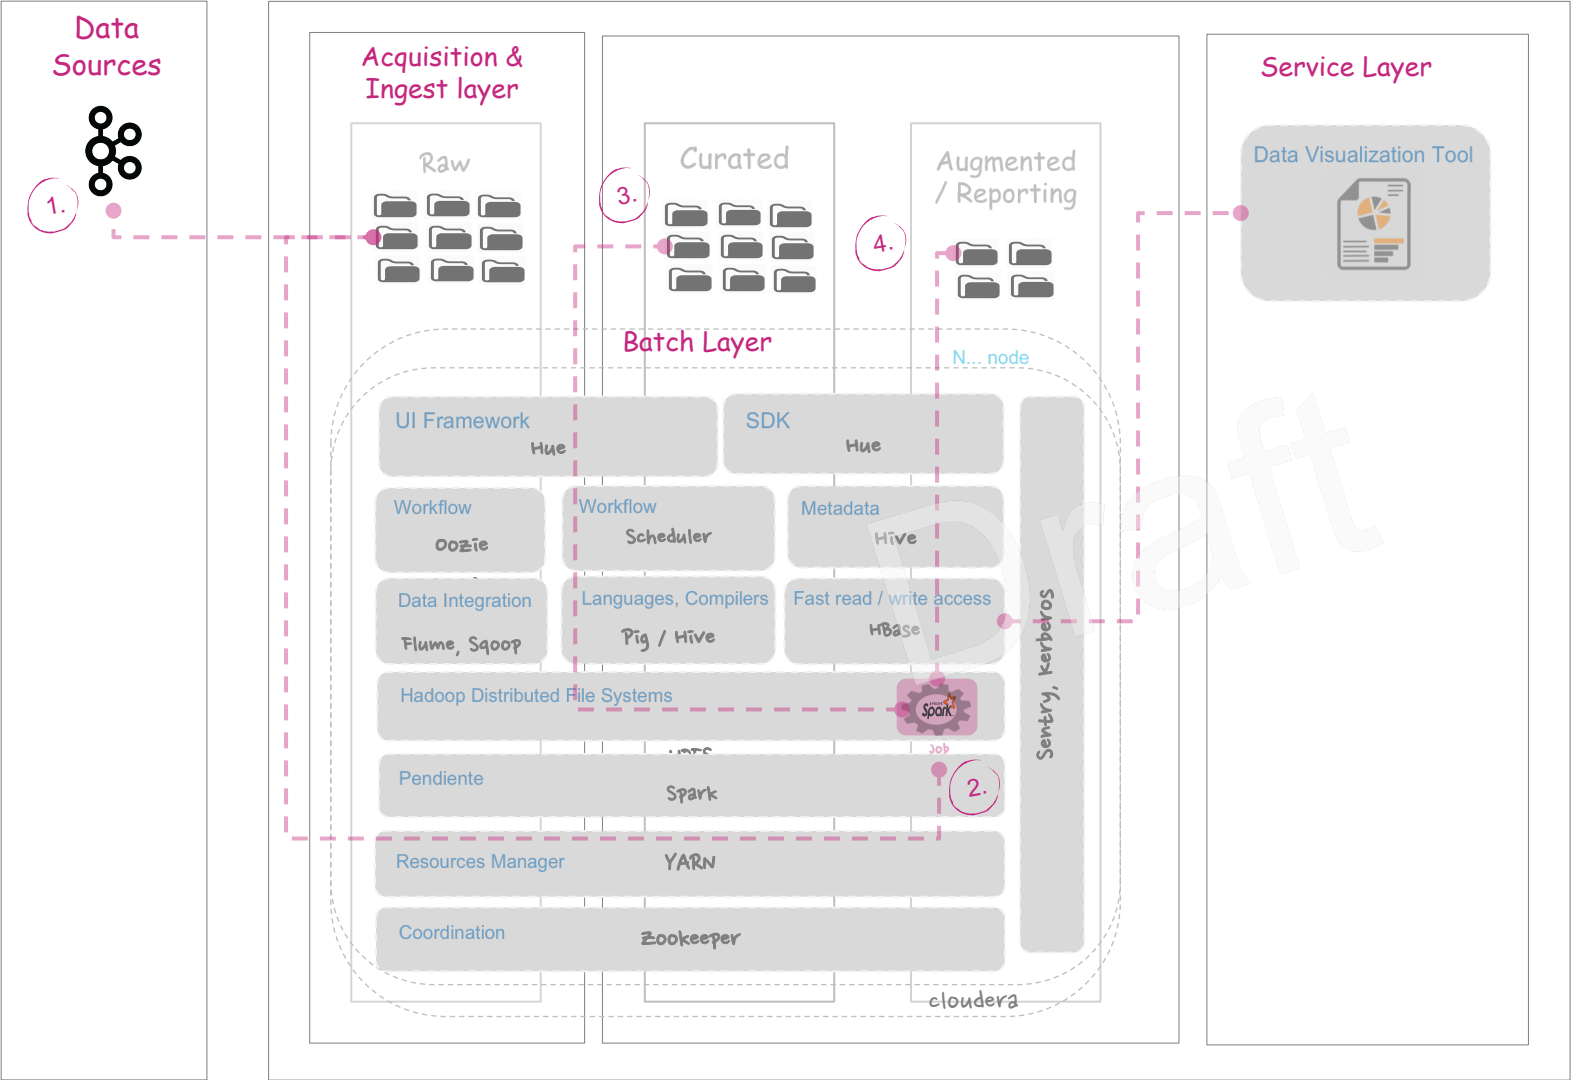 Data
Sources
1.
Acquisition &
Ingest layer
Raw
3.
Curated
4.
Augmented
/ Reporting
Service Layer
Data Visualization Tool
Batch Layer
N... node
UI Framework
Hue
SDK
Hue
Workflow
Oozie
Workflow
Scheduler
Metadata
Hive
Data Integration
Flume, Sqoop
Languages, Compilers
Pig / Hive
Fast read / write access
HBase
Sentry, Kerberos
Hadoop Distributed File Systems
Spark
Job
HDFS
Pendiente
Spark
2.
Resources Manager
YARN
Coordination
Zookeeper
cloudera
Draft